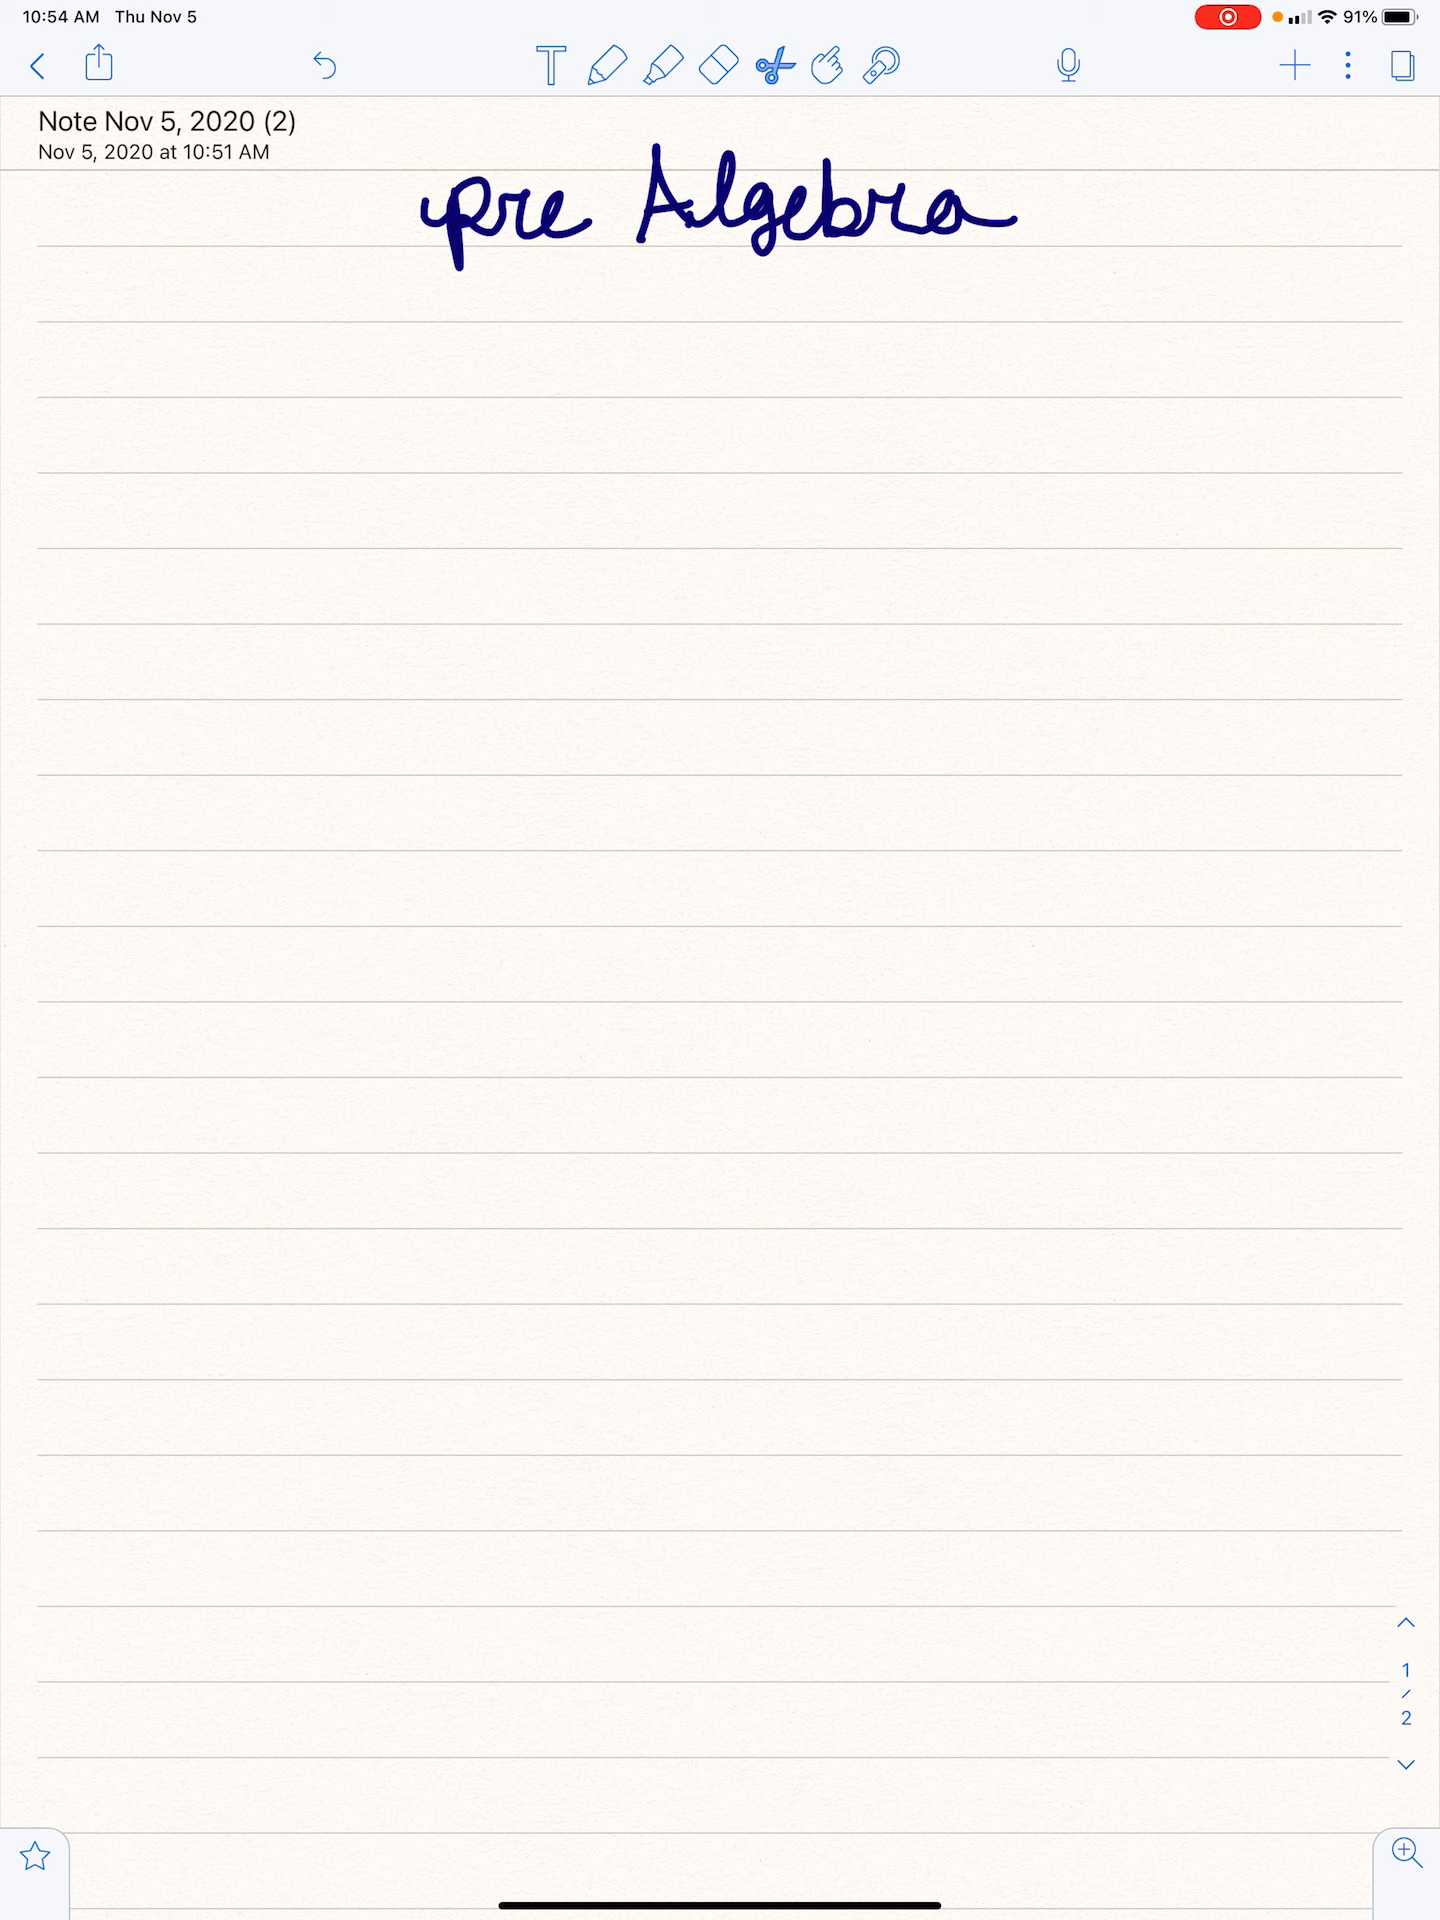 10:54 AM Thu Nov 5 91%
T
Note Nov 5, 2020 (2)
Nov 5, 2020 at 10:51 AM
pre Algebra
1
/
2